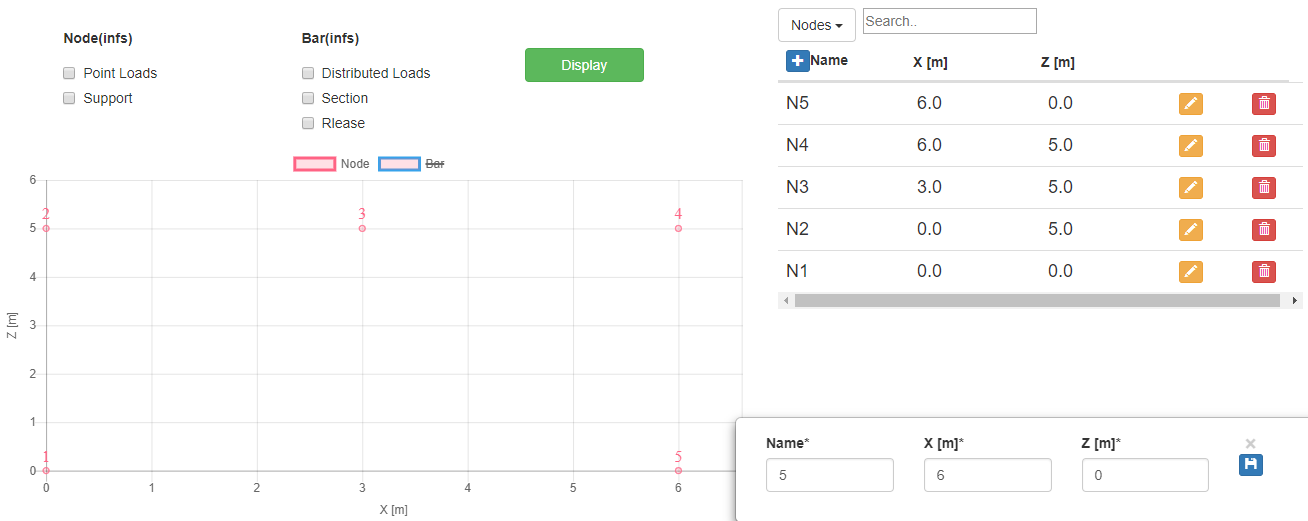 Node(infs)
Point Loads
Support
Bar(infs)
Distributed Loads
Section
Rlease
Display
Node Bar
6
5
4
3
2
1
0
Z [m]
2 3 4
1 5
0 1 2 3 4 5 6
X [m]
Nodes Search..
Name X [m] Z [m]
N5 6.0 0.0
N4 6.0 5.0
N3 3.0 5.0
N2 0.0 5.0
N1 0.0 0.0
Name* X [m]* Z [m]*
5 6 0